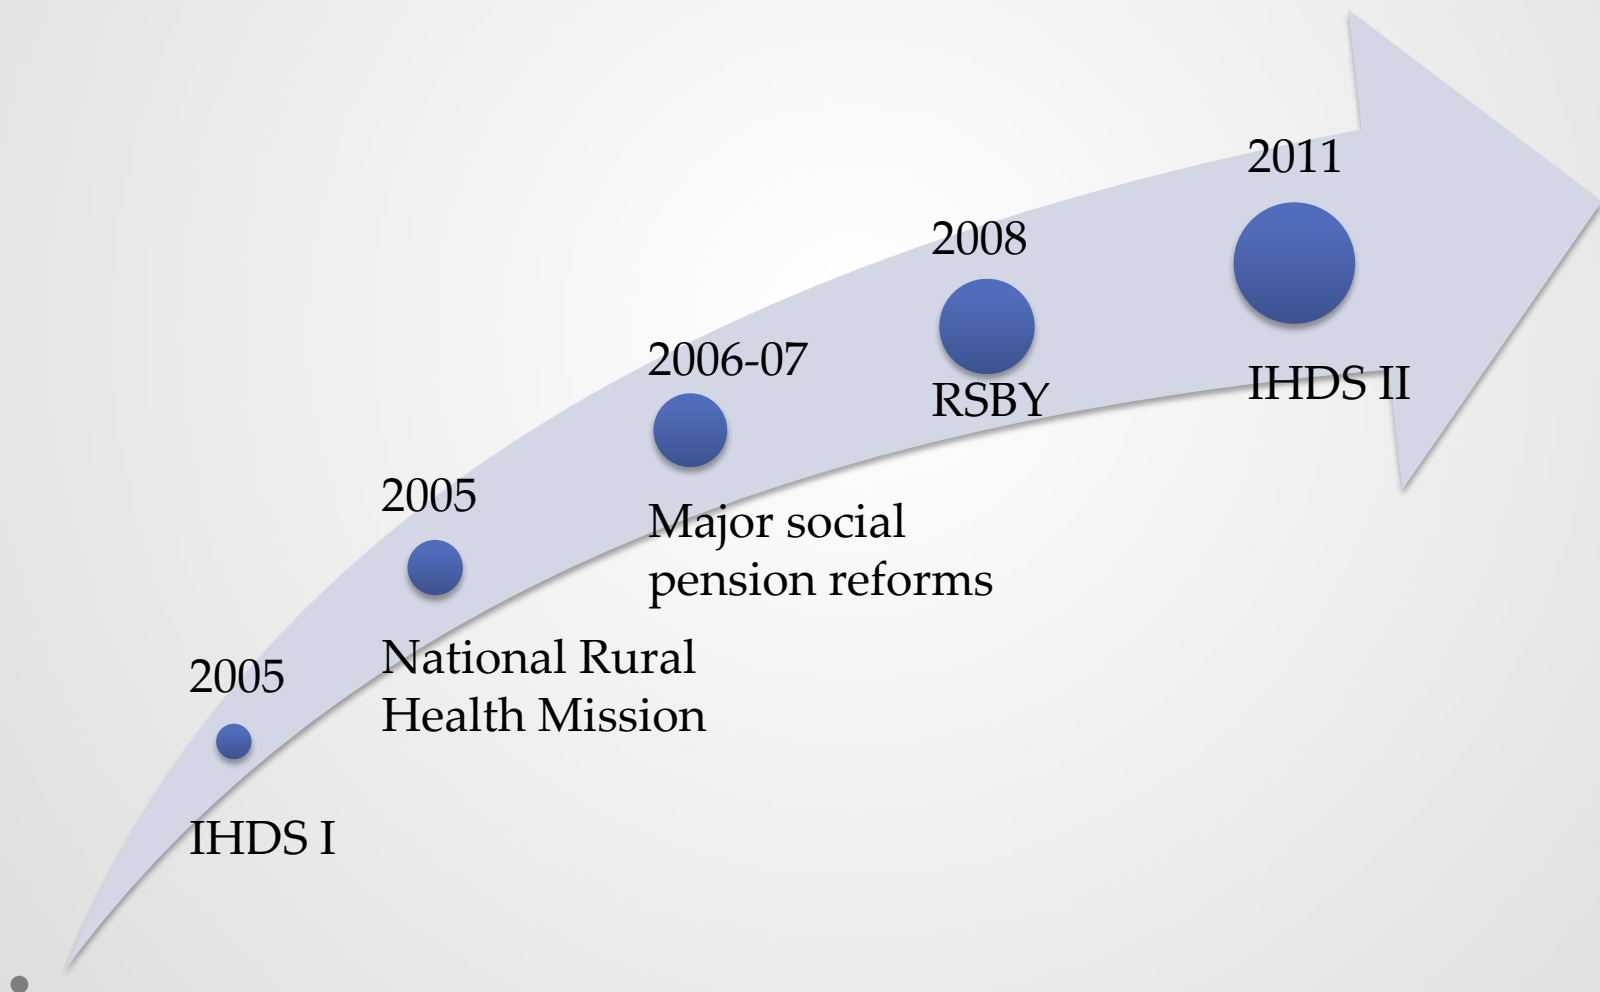 2005
IHDS I
2005
National Rural
Health Mission
2006-07
Major social
pension reforms
2008
RSBY
2011
IHDS II